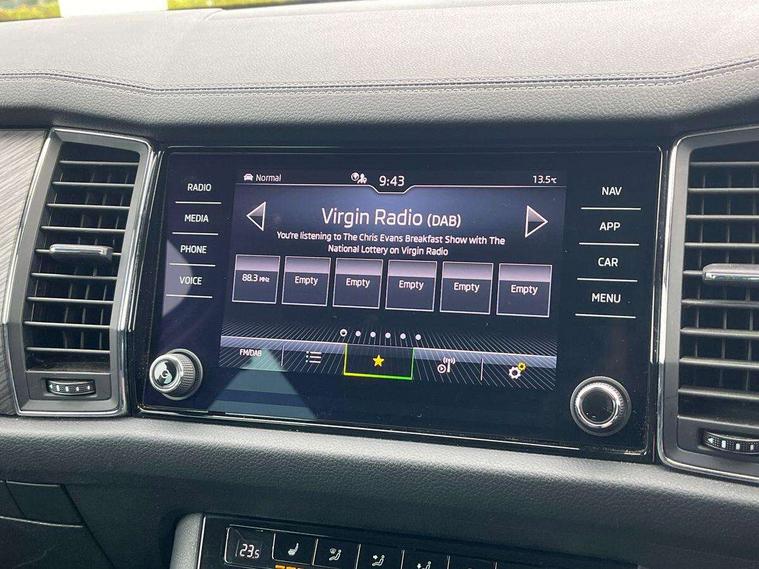 Normal
9:43
13.5°C
RADIO
MEDIA
PHONE
VOICE
NAV
APP
CAR
MENU
Virgin Radio (DAB)
You're listening to The Chris Evans Breakfast Show with The
National Lottery on Virgin Radio
88.3 MHz
Empty
Empty
Empty
Empty
Empty
FM/DAB
23.5